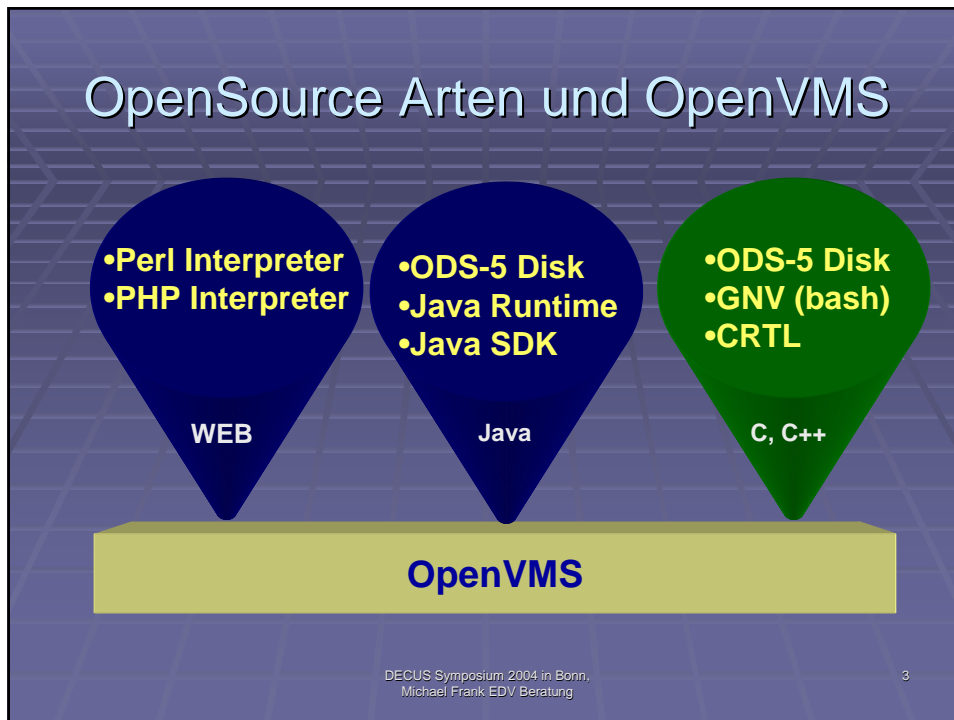 OpenSource Arten und OpenVMS
•Perl Interpreter
•PHP Interpreter
WEB
•ODS-5 Disk
•Java Runtime
•Java SDK
Java
•ODS-5 Disk
•GNV (bash)
•CRTL
C, C++
OpenVMS
DECUS Symposium 2004 in Bonn,
Michael Frank EDV Beratung
3